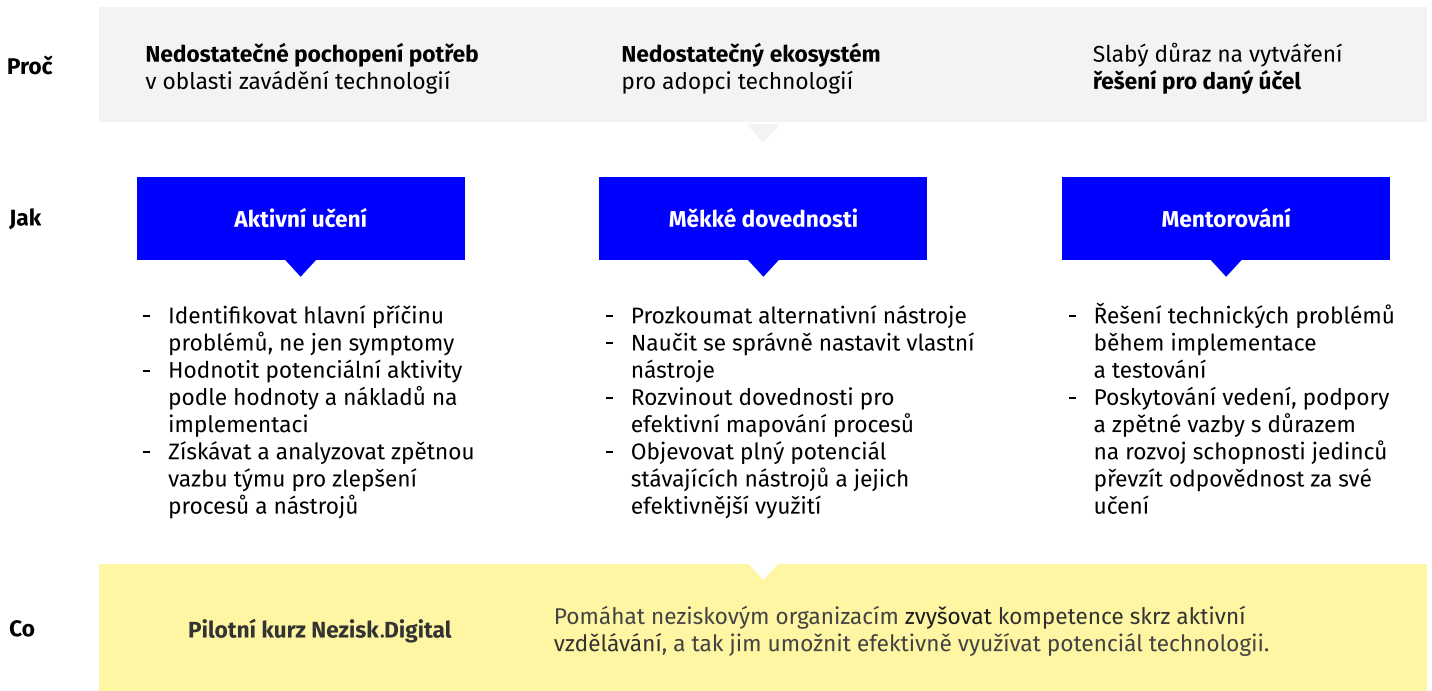 Proč
Nedostatečné pochopení potřeb
v oblasti zavádění technologií
Nedostatečný ekosystém
pro adopci technologií
Slabý důraz na vytváření
řešení pro daný účel
Jak
Aktivní učení
- Identifikovat hlavní příčinu
problémů, ne jen symptomy
- Hodnotit potenciální aktivity
podle hodnoty a nákladů na
implementaci
- Získávat a analyzovat zpětnou
vazbu týmu pro zlepšení
procesů a nástrojů
Měkké dovednosti
- Prozkoumat alternativní nástroje
- Naučit se správně nastavit vlastní
nástroje
- Rozvinout dovednosti pro
efektivní mapování procesů
- Objevovat plný potenciál
stávajících nástrojů a jejich
efektivnější využití
Mentorování
- Řešení technických problémů
během implementace
a testování
- Poskytování vedení, podpory
a zpětné vazby s důrazem
na rozvoj schopnosti jedinců
převzít odpovědnost za své
učení
Co
Pilotní kurz Nezisk.Digital
Pomáhat neziskovým organizacím zvyšovat kompetence skrz aktivní
vzdělávání, a tak jim umožnit efektivně využívat potenciál technologii.